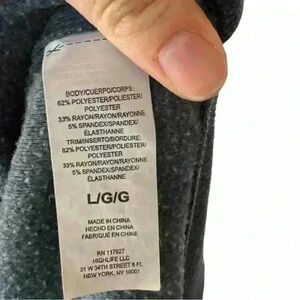 BODY/CUERPO/CORPS:
62% POLYESTER/POLIESTER/
POLYESTER
33% RAYON/RAYON/RAYONNE
5% SPANDEX/SPANDEX/
ÉLASTHANNE
TRIM/INSERTO/BORDURE:
62% POLYESTER/POLIESTER/
POLYESTER
33% RAYON/RAYON/RAYONNE
5% SPANDEX/SPANDEX/
ÉLASTHANNE
L/G/G
MADE IN CHINA
HECHO EN CHINA
FABRIQUÉ EN CHINE
RN 117927
HIGHLIFE LLC
31 W 34TH STREET 6 FL
NEW YORK, NY 10001